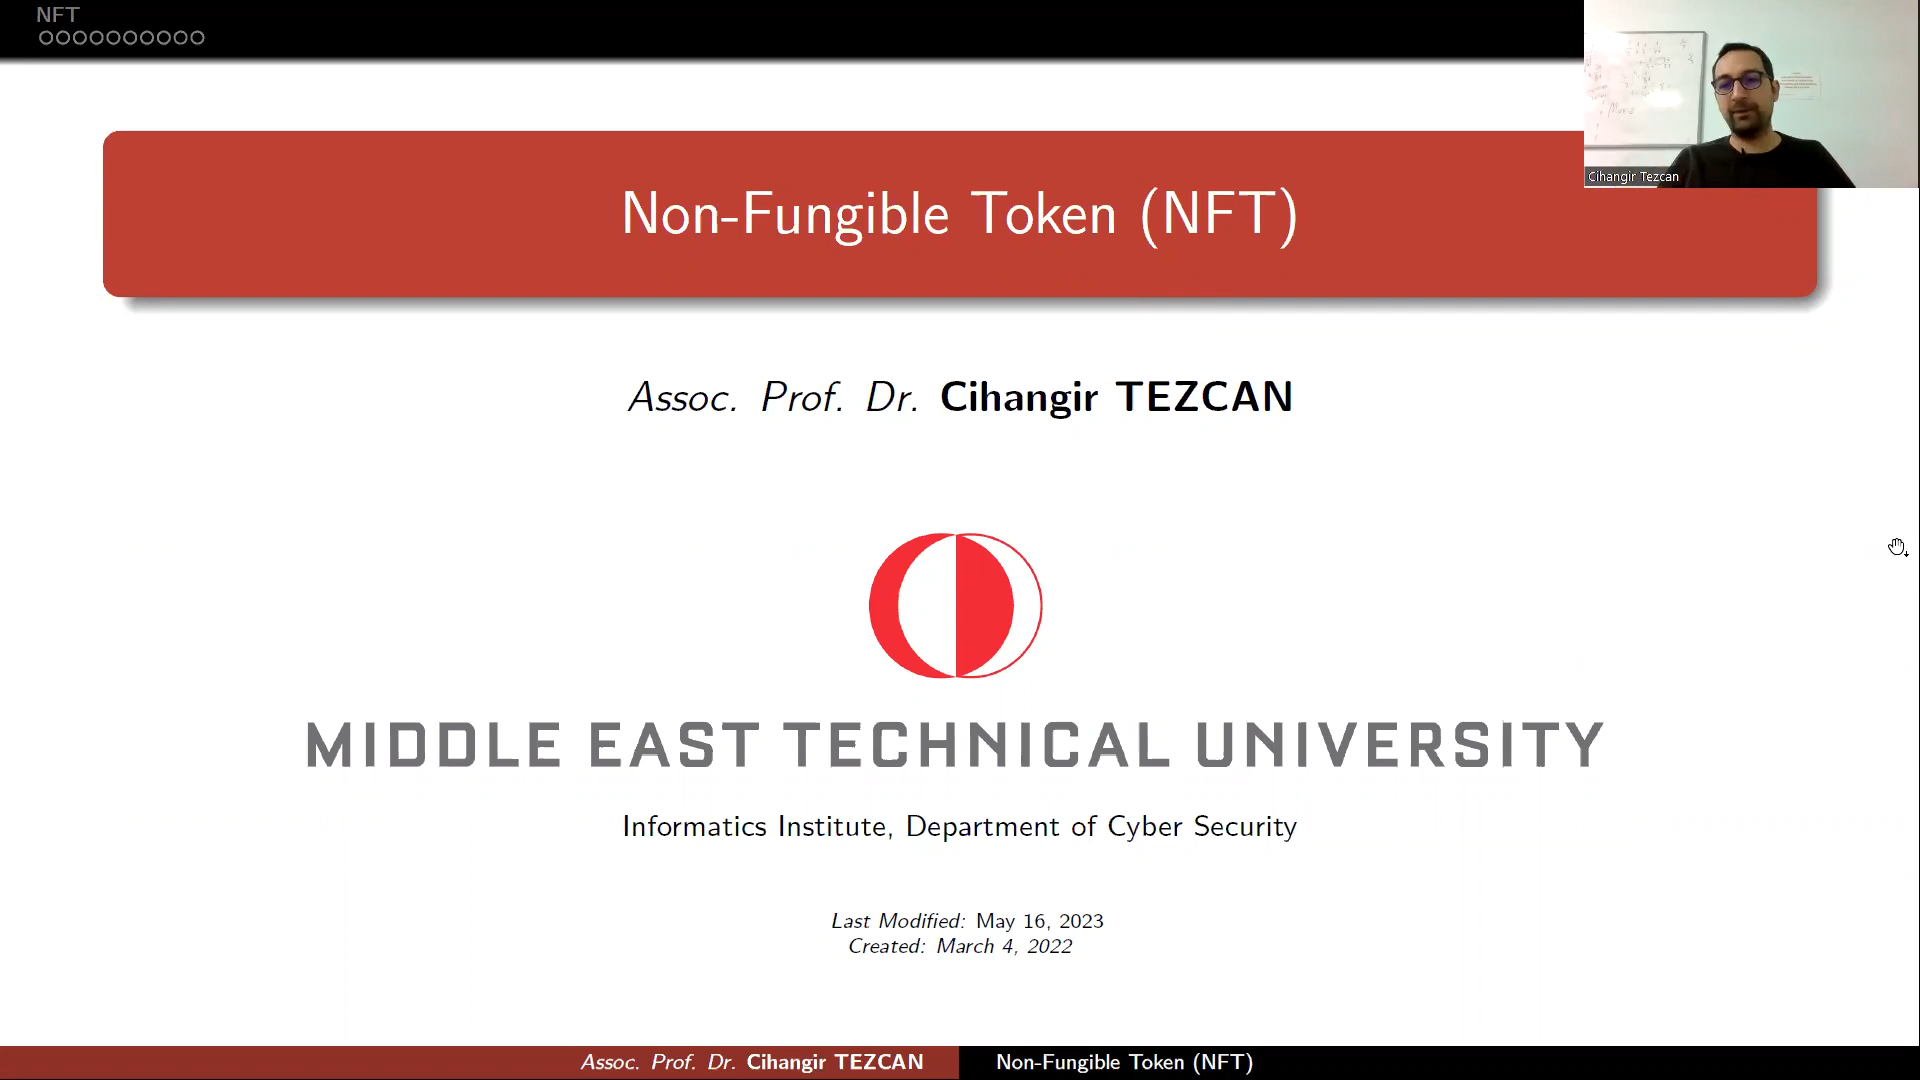 NFT
Cihangir Tezcan
Non-Fungible Token (NFT)
Assoc. Prof. Dr. Cihangir TEZCAN
MIDDLE EAST TECHNICAL UNIVERSITY
Informatics Institute, Department of Cyber Security
Last Modified: May 16, 2023
Created: March 4, 2022
Assoc. Prof. Dr. Cihangir TEZCAN
Non-Fungible Token (NFT)